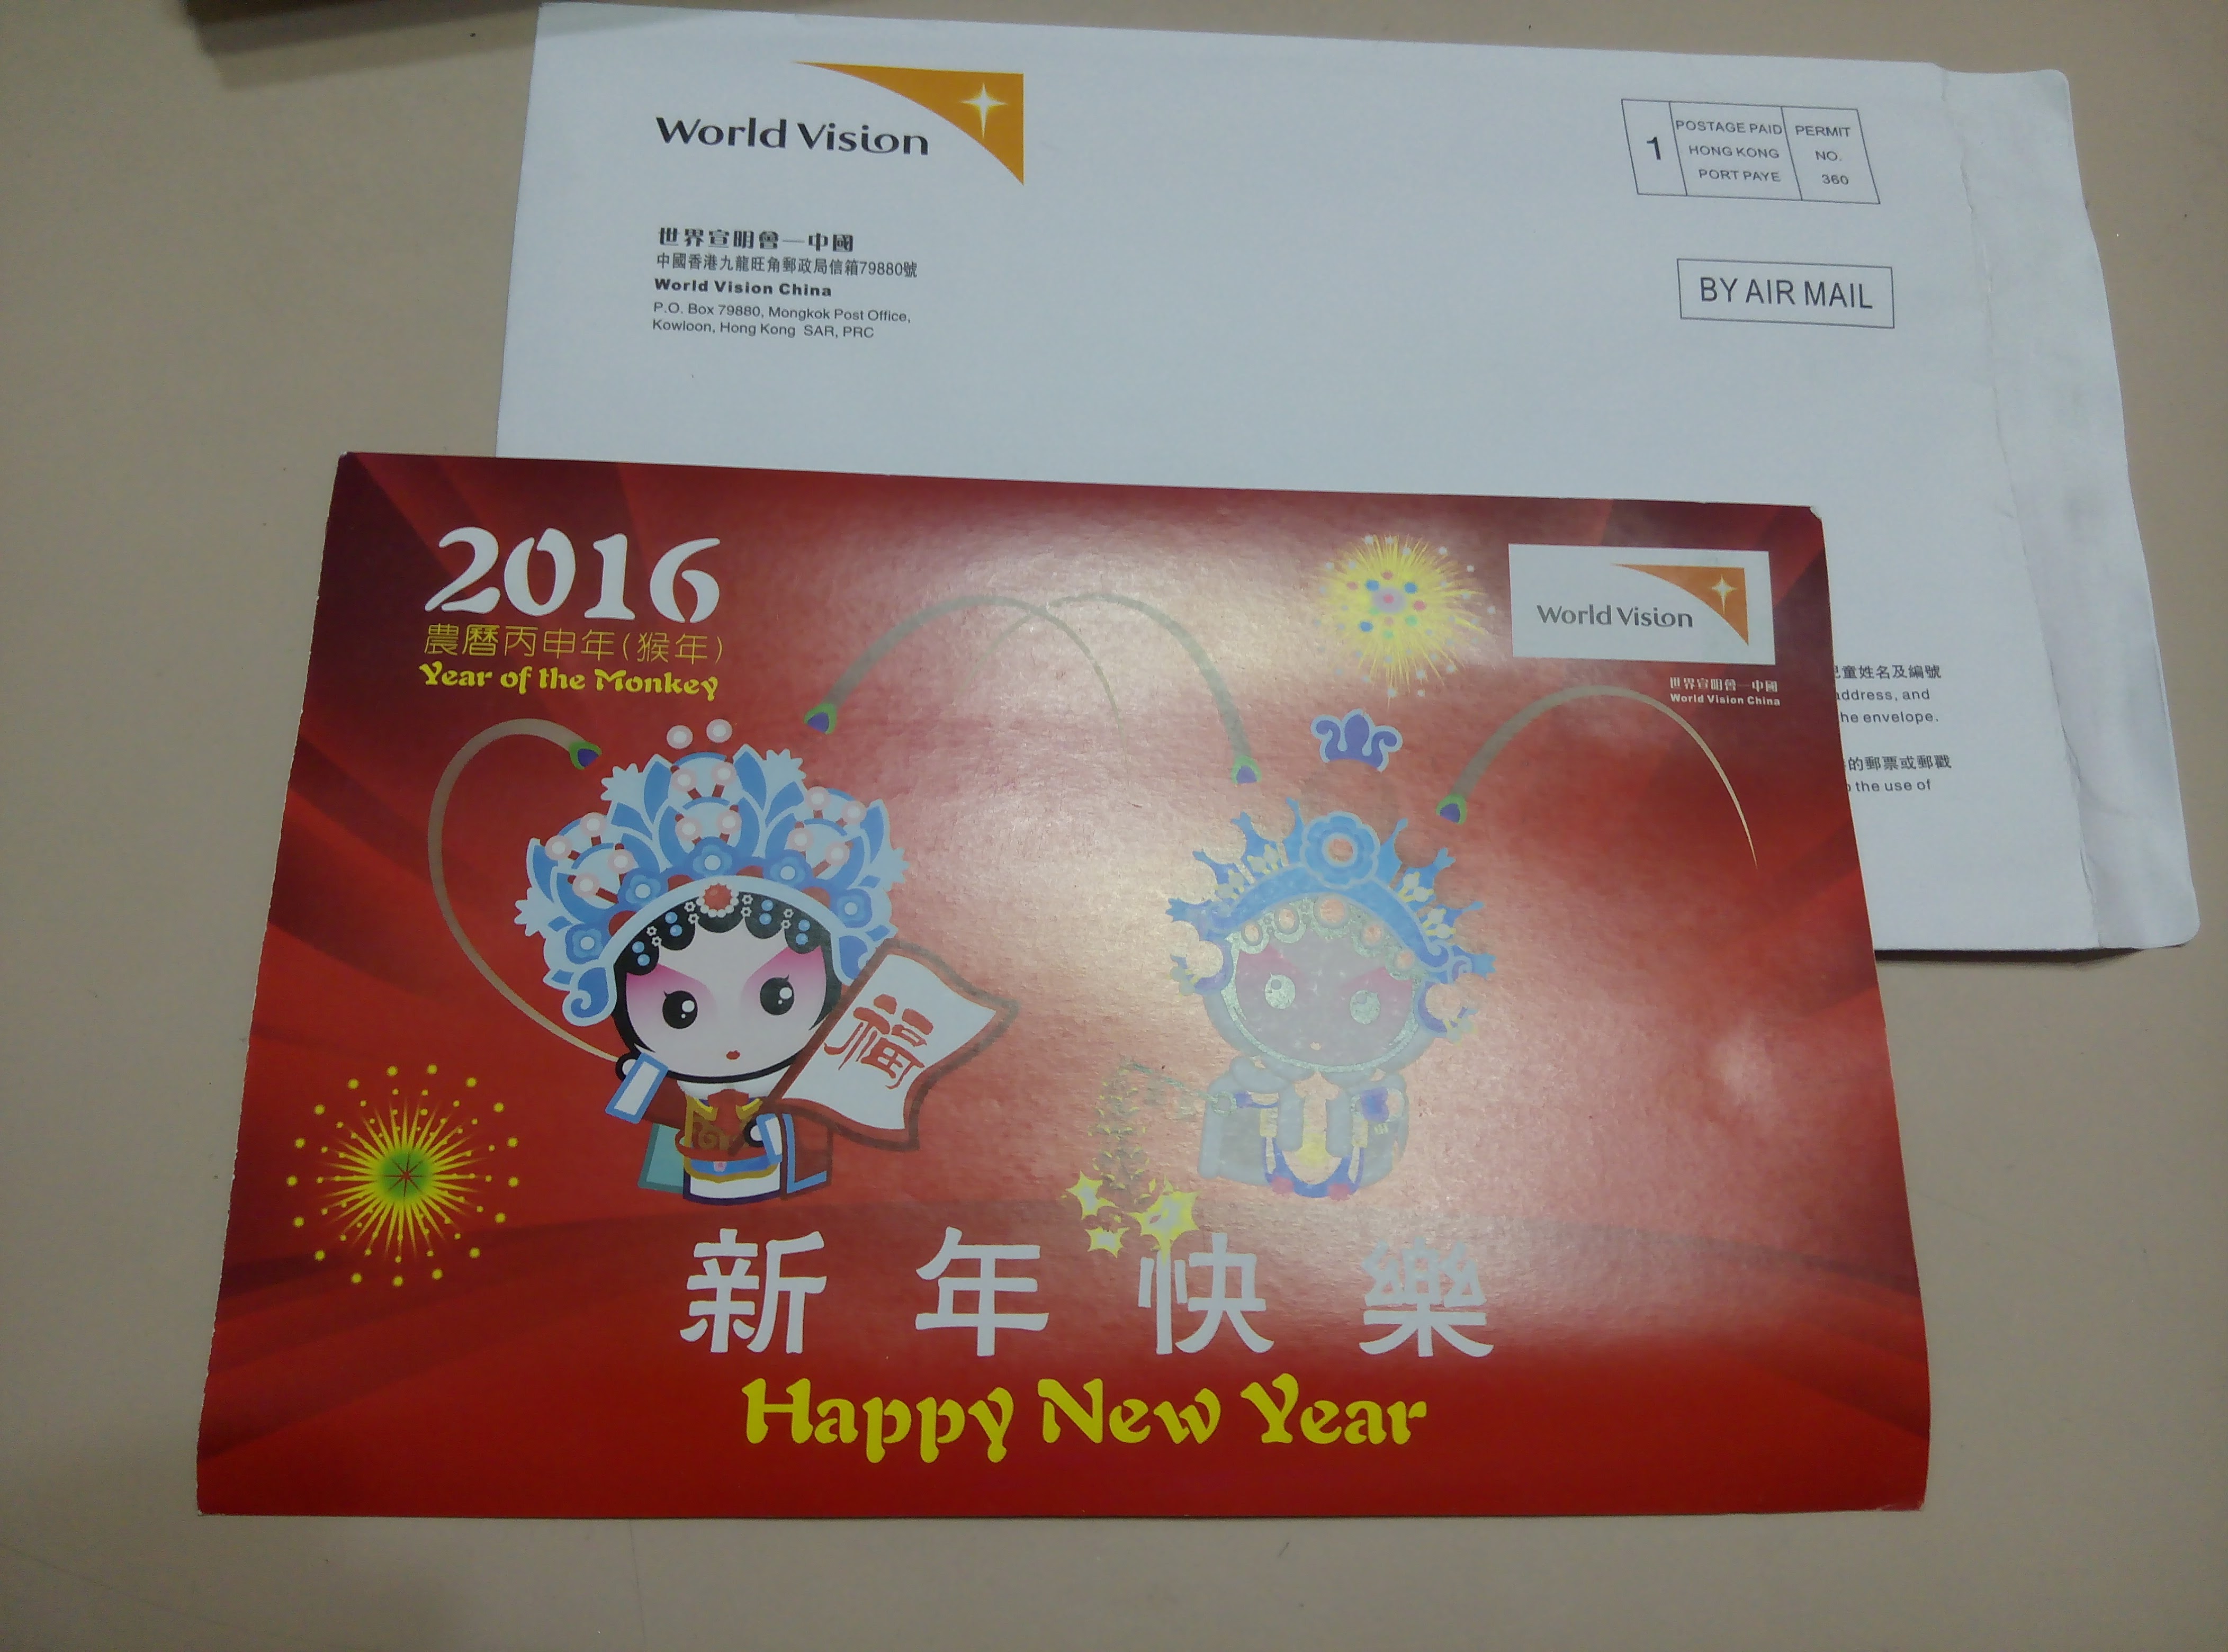 World Vision
世界宣明會—中國
中國香港九龍旺角郵政局信箱79880號
World Vision China
P.O. Box 79880, Mongkok Post Office,
Kowloon, Hong Kong SAR, PRC
1
POSTAGE PAID
HONG KONG
PORT PAYE
PERMIT
NO.
360
BY AIR MAIL
童姓名及編號
address, and
he envelope.
的郵票或郵戳
the use of
2016
農曆丙申年(猴年)
Year of the Monkey
World Vision
世界宣明會—中國
World Vision China
福
新年快樂
Happy New Year